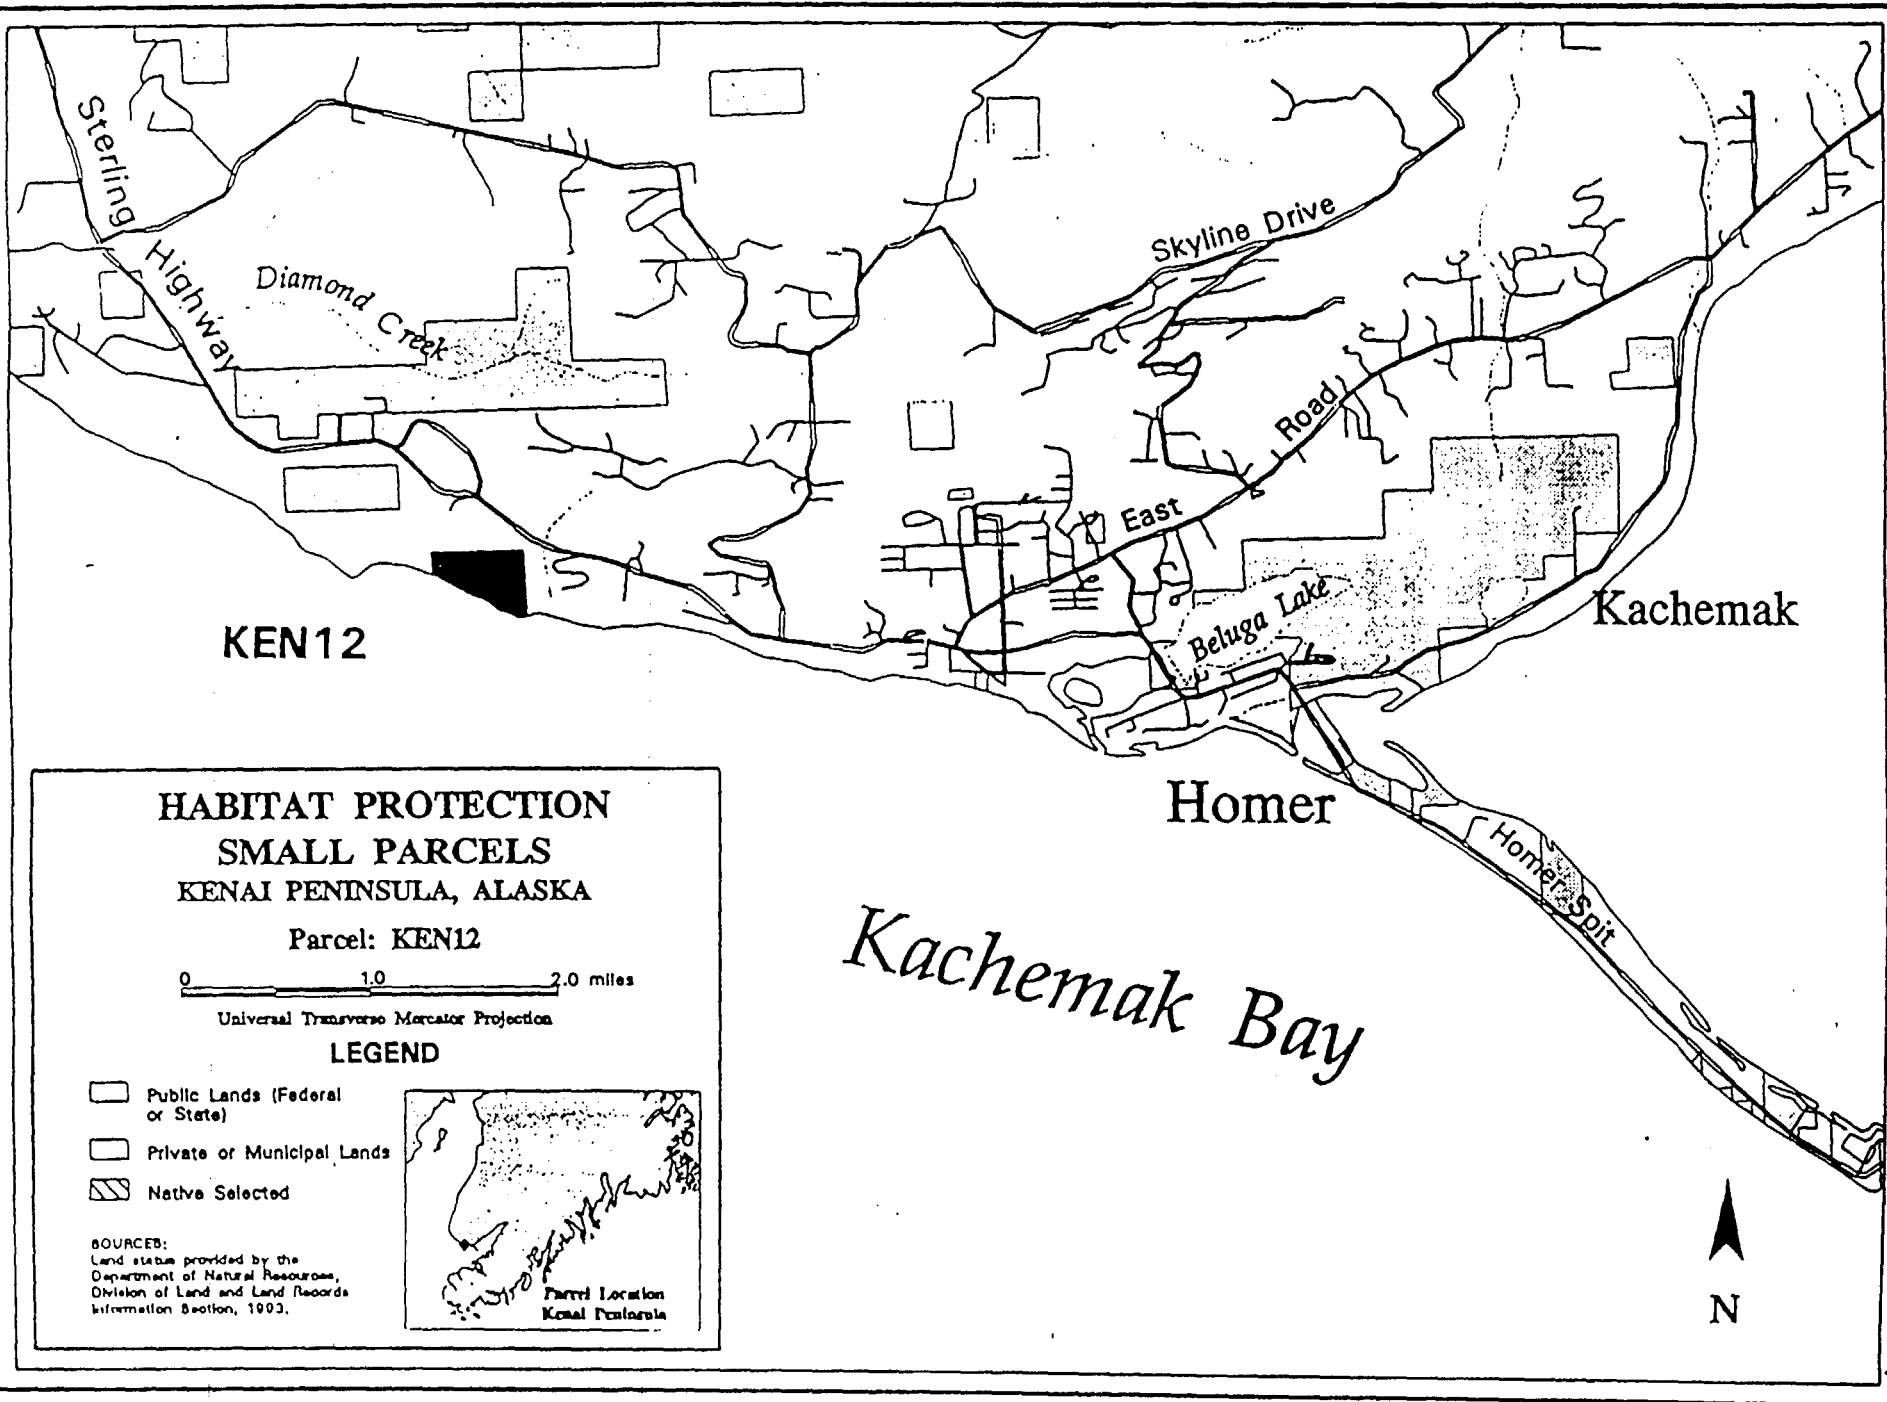 Sterling
Highway
Diamond Creek
Skyline Drive
East Road
Beluga Lake
Kachemak
KEN12
Homer
Homer Spit
Kachemak Bay
HABITAT PROTECTION
SMALL PARCELS
KENAI PENINSULA, ALASKA
Parcel: KEN12
0 1.0 2.0 miles
Universal Transverse Mercator Projection
LEGEND
Public Lands (Federal
or State)
Private or Municipal Lands
Native Selected
SOURCES:
Land status provided by the
Department of Natural Resources,
Division of Land and Land Records
Information Section, 1993.
Parcel Location
Kenai Peninsula
N